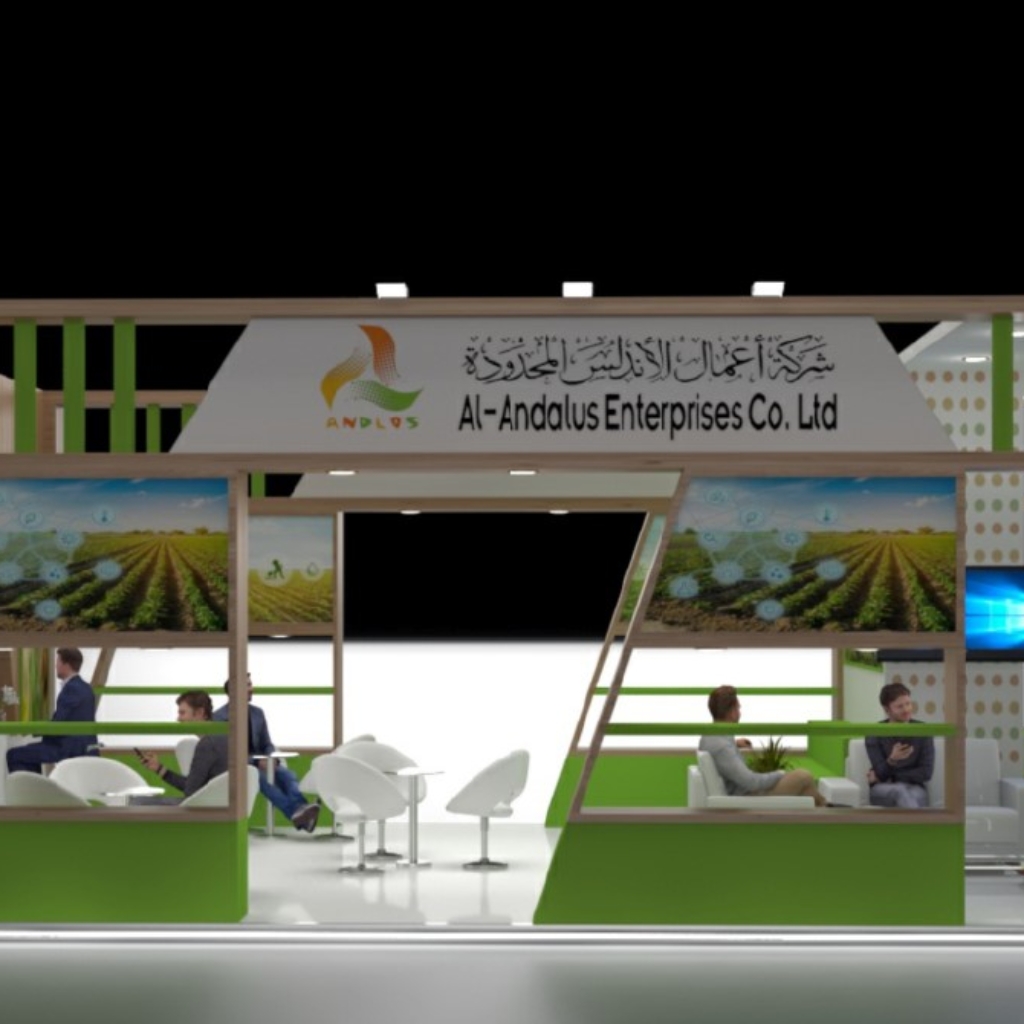 شركة أعمال الأندلس المحدودة
Al-Andalus Enterprises Co. Ltd
ANDLUS